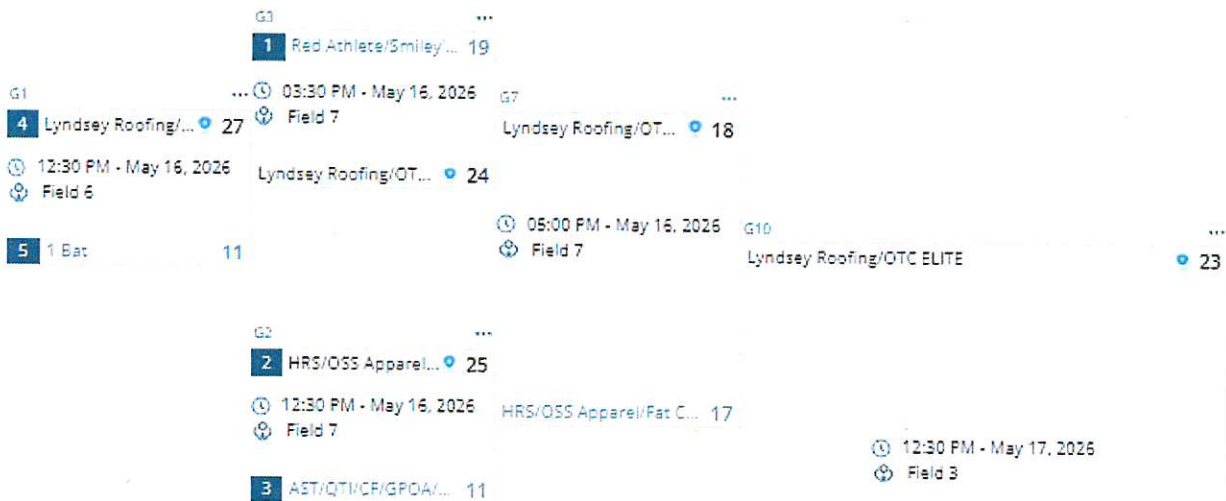 G3 ...
1 Red Athlete/Smiley'... 19
03:30 PM - May 16, 2026
Field 7
Lyndsey Roofing/OT... 24
G1 ...
4 Lyndsey Roofing/... 27
12:30 PM - May 16, 2026
Field 6
5 1 Bat 11
G7 ...
Lyndsey Roofing/OT... 18
05:00 PM - May 16, 2026
Field 7
HRS/OSS Apparel/Fat C... 17
G2 ...
2 HRS/OSS Apparel... 25
12:30 PM - May 16, 2026
Field 7
3 AST/QTI/CF/GPOA/... 11
G10 ...
Lyndsey Roofing/OTC ELITE 23
12:30 PM - May 17, 2026
Field 3